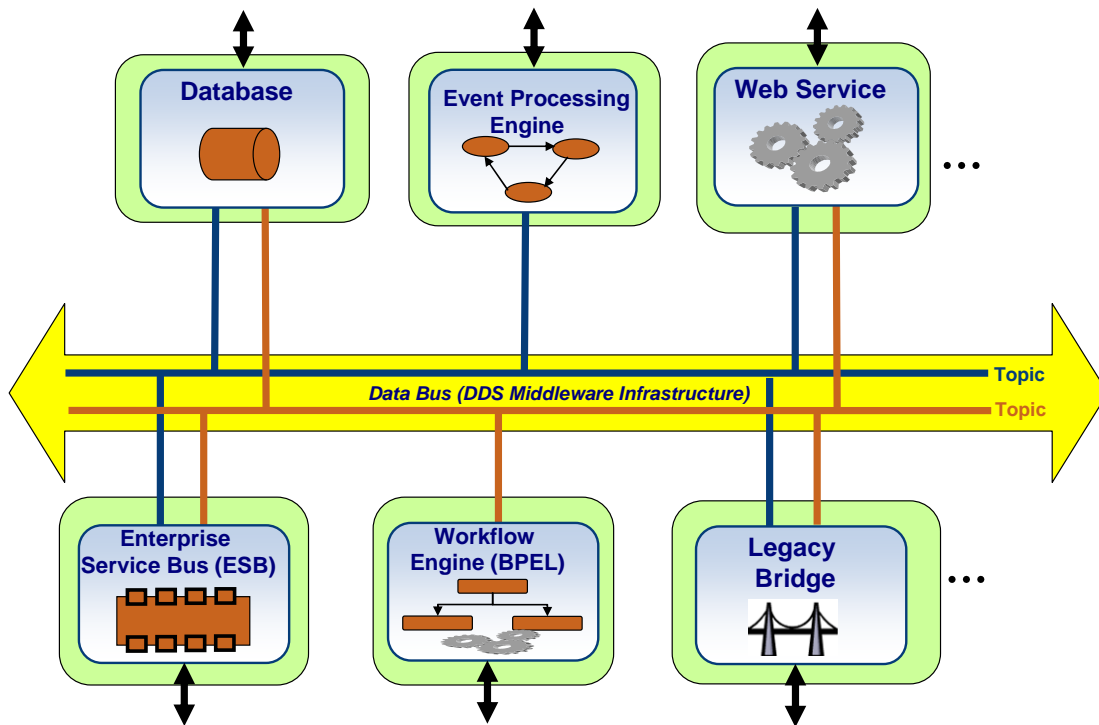 Database
Event Processing
Engine
Web Service
...
Topic
Data Bus (DDS Middleware Infrastructure)
Topic
Enterprise
Service Bus (ESB)
Workflow
Engine (BPEL)
Legacy
Bridge
...